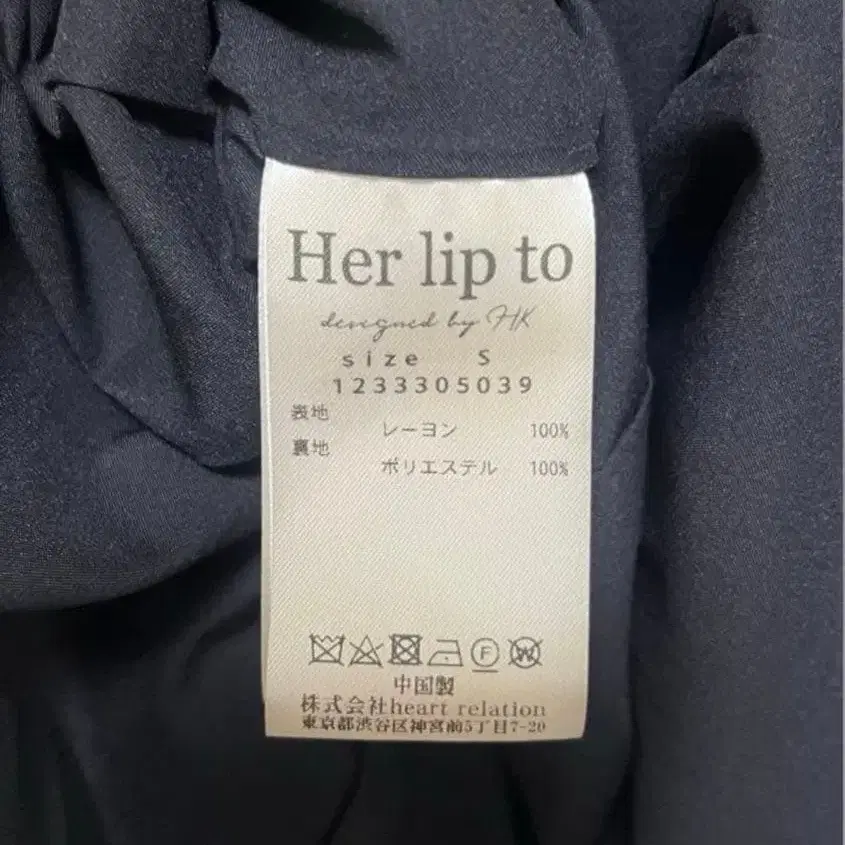 Her lip to
designed by HK
size S
1233305039
表地
レーヨン 100%
裏地
ポリエステル 100%
F W
中国製
株式会社heart relation
東京都渋谷区神宮前5丁目7-20